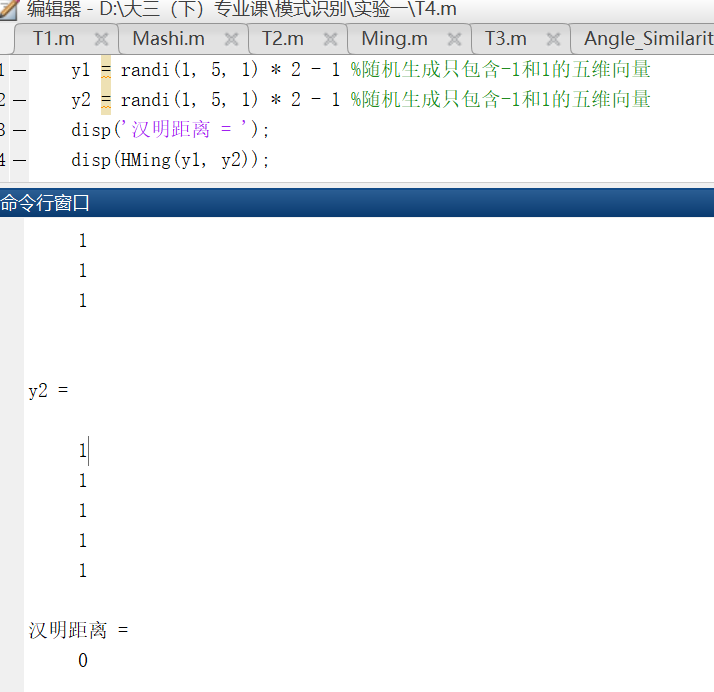 编辑器 - D:\大三（下）专业课\模式识别\实验一\T4.m
T1.m Mashi.m T2.m Ming.m T3.m Angle_Similarit
1 — y1 = randi(1, 5, 1) * 2 - 1 %随机生成只包含-1和1的五维向量
2 — y2 = randi(1, 5, 1) * 2 - 1 %随机生成只包含-1和1的五维向量
3 — disp('汉明距离 = ');
4 — disp(HMing(y1, y2));
命令行窗口
1
1
1
y2 =
1
1
1
1
1
汉明距离 =
0